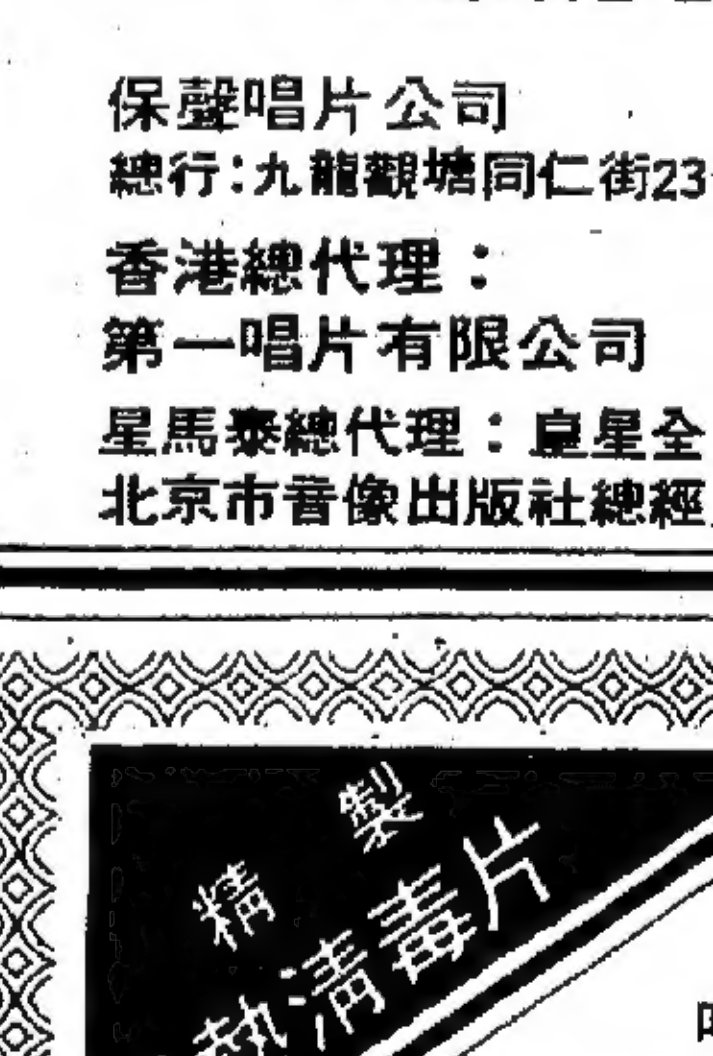 保聲唱片公司
總行:九龍觀塘同仁街23
香港總代理：
第一唱片有限公司
星馬泰總代理：皇星全
北京市音像出版社總經
精製
熱清毒片